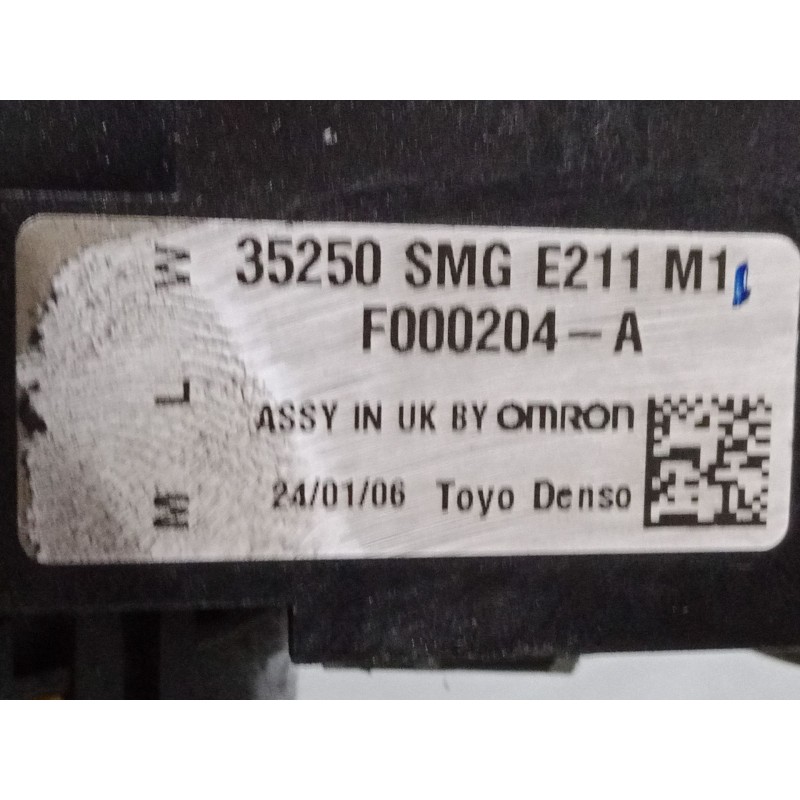 35250 SMG E211 M1
F000204-A
ASSY IN UK BY OMRON
24/01/06 Toyo Denso
W
L
M